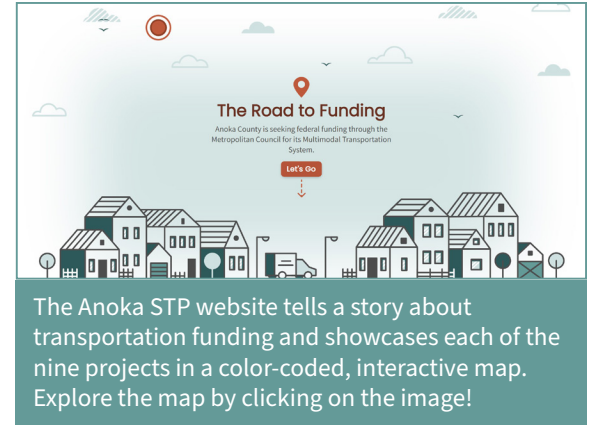 The Road to Funding
Anoka County is seeking federal funding through the
Metropolitan Council for its Multimodal Transportation
System.
Let's Go
The Anoka STP website tells a story about
transportation funding and showcases each of the
nine projects in a color-coded, interactive map.
Explore the map by clicking on the image!